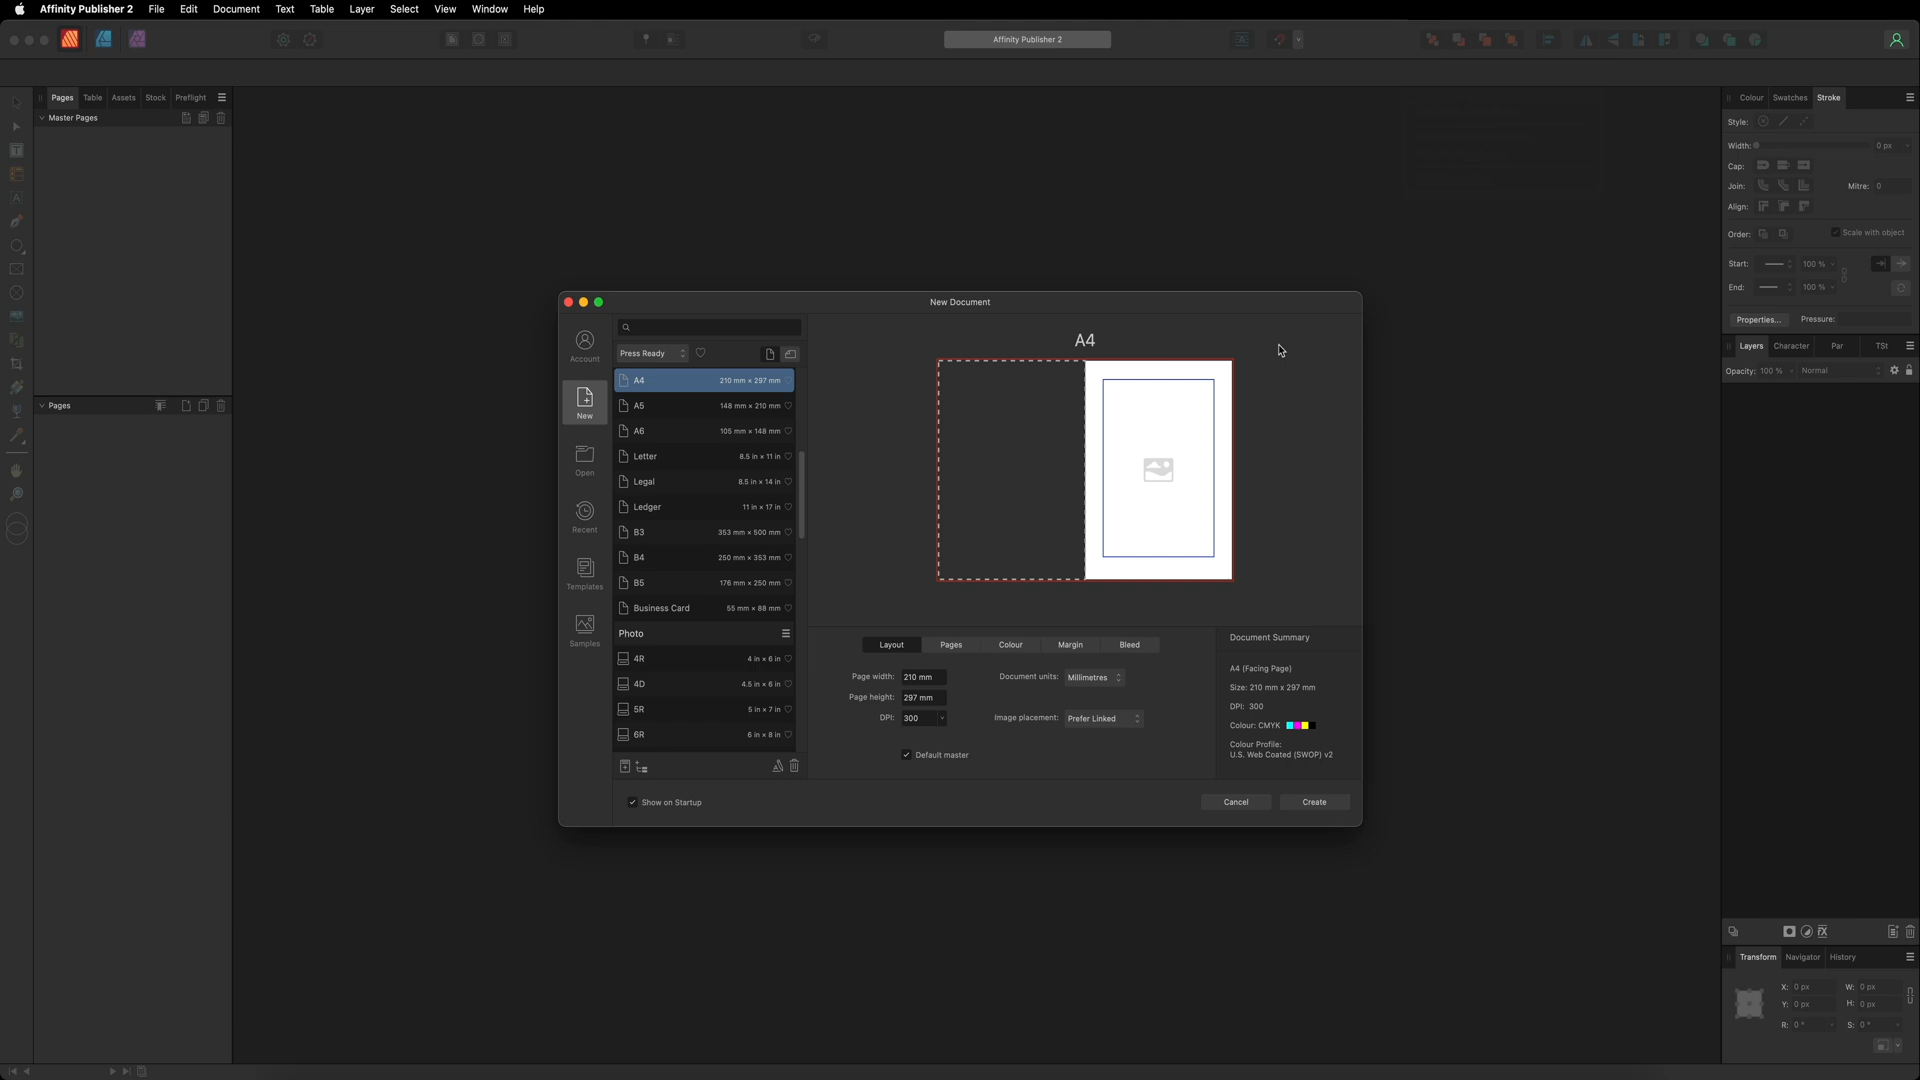 Affinity Publisher 2 File Edit Document Text Table Layer Select View Window Help
Affinity Publisher 2
Pages Table Assets Stock Preflight
Master Pages
Pages
New Document
Account
New
Open
Recent
Templates
Samples
Press Ready
A4 210 mm × 297 mm
A5 148 mm × 210 mm
A6 105 mm × 148 mm
Letter 8.5 in × 11 in
Legal 8.5 in × 14 in
Ledger 11 in × 17 in
B3 353 mm × 500 mm
B4 250 mm × 353 mm
B5 176 mm × 250 mm
Business Card 55 mm × 88 mm
Photo
4R 4 in × 6 in
4D 4.5 in × 6 in
5R 5 in × 7 in
6R 6 in × 8 in
Show on Startup
A4
Layout Pages Colour Margin Bleed
Page width: 210 mm Document units: Millimetres
Page height: 297 mm
DPI: 300 Image placement: Prefer Linked
Default master
Document Summary
A4 (Facing Page)
Size: 210 mm x 297 mm
DPI: 300
Colour: CMYK
Colour Profile:
U.S. Web Coated (SWOP) v2
Cancel Create
Colour Swatches Stroke
Style:
Width: 0 px
Cap:
Join: Mitre: 0
Align:
Order: Scale with object
Start: 100 %
End: 100 %
Properties... Pressure:
Layers Character Par TSt
Opacity: 100 % Normal
Transform Navigator History
X: 0 px W: 0 px
Y: 0 px H: 0 px
R: 0 ° S: 0 °